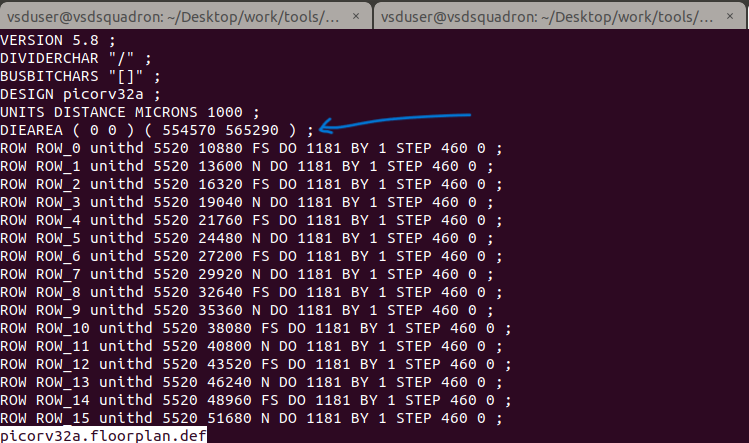 vsduser@vsdsquadron: ~/Desktop/work/tools/... × vsduser@vsdsquadron: ~/Desktop/work/tools/... ×
VERSION 5.8 ;
DIVIDERCHAR "/" ;
BUSBITCHARS "[]" ;
DESIGN picorv32a ;
UNITS DISTANCE MICRONS 1000 ;
DIEAREA ( 0 0 ) ( 554570 565290 ) ;
ROW ROW_0 unithd 5520 10880 FS DO 1181 BY 1 STEP 460 0 ;
ROW ROW_1 unithd 5520 13600 N DO 1181 BY 1 STEP 460 0 ;
ROW ROW_2 unithd 5520 16320 FS DO 1181 BY 1 STEP 460 0 ;
ROW ROW_3 unithd 5520 19040 N DO 1181 BY 1 STEP 460 0 ;
ROW ROW_4 unithd 5520 21760 FS DO 1181 BY 1 STEP 460 0 ;
ROW ROW_5 unithd 5520 24480 N DO 1181 BY 1 STEP 460 0 ;
ROW ROW_6 unithd 5520 27200 FS DO 1181 BY 1 STEP 460 0 ;
ROW ROW_7 unithd 5520 29920 N DO 1181 BY 1 STEP 460 0 ;
ROW ROW_8 unithd 5520 32640 FS DO 1181 BY 1 STEP 460 0 ;
ROW ROW_9 unithd 5520 35360 N DO 1181 BY 1 STEP 460 0 ;
ROW ROW_10 unithd 5520 38080 FS DO 1181 BY 1 STEP 460 0 ;
ROW ROW_11 unithd 5520 40800 N DO 1181 BY 1 STEP 460 0 ;
ROW ROW_12 unithd 5520 43520 FS DO 1181 BY 1 STEP 460 0 ;
ROW ROW_13 unithd 5520 46240 N DO 1181 BY 1 STEP 460 0 ;
ROW ROW_14 unithd 5520 48960 FS DO 1181 BY 1 STEP 460 0 ;
ROW ROW_15 unithd 5520 51680 N DO 1181 BY 1 STEP 460 0 ;
picorv32a.floorplan.def